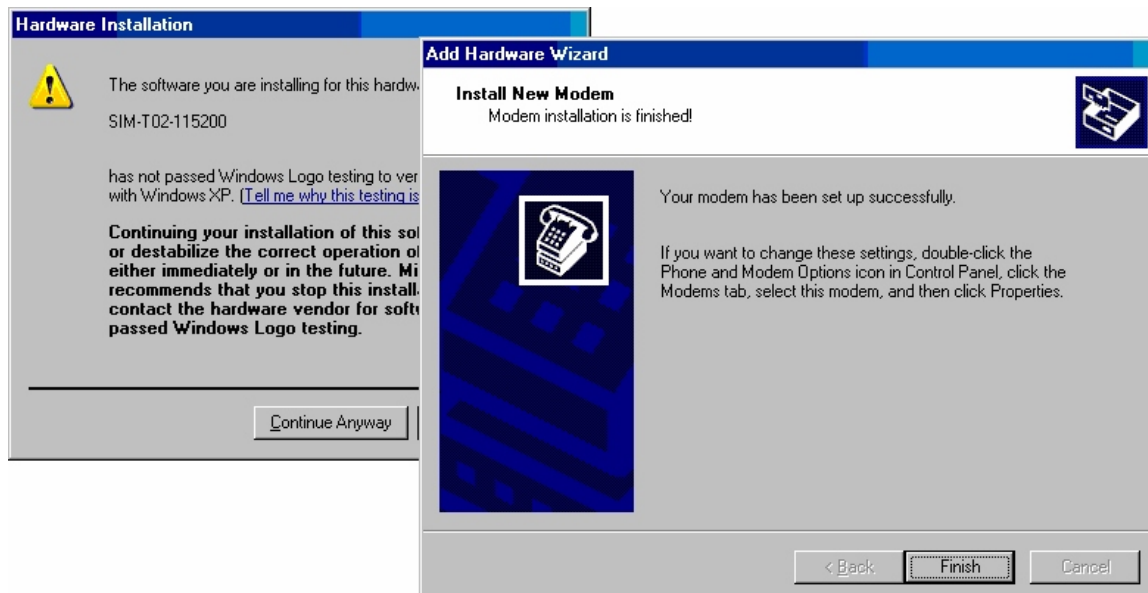 Hardware Installation
The software you are installing for this hardw
SIM-T02-115200
has not passed Windows Logo testing to ver
with Windows XP. (Tell me why this testing is
Continuing your installation of this so
or destabilize the correct operation o
either immediately or in the future. Mi
recommends that you stop this install
contact the hardware vendor for soft
passed Windows Logo testing.
Continue Anyway
Add Hardware Wizard
Install New Modem
Modem installation is finished!
Your modem has been set up successfully.
If you want to change these settings, double-click the
Phone and Modem Options icon in Control Panel, click the
Modems tab, select this modem, and then click Properties.
< Back
Finish
Cancel